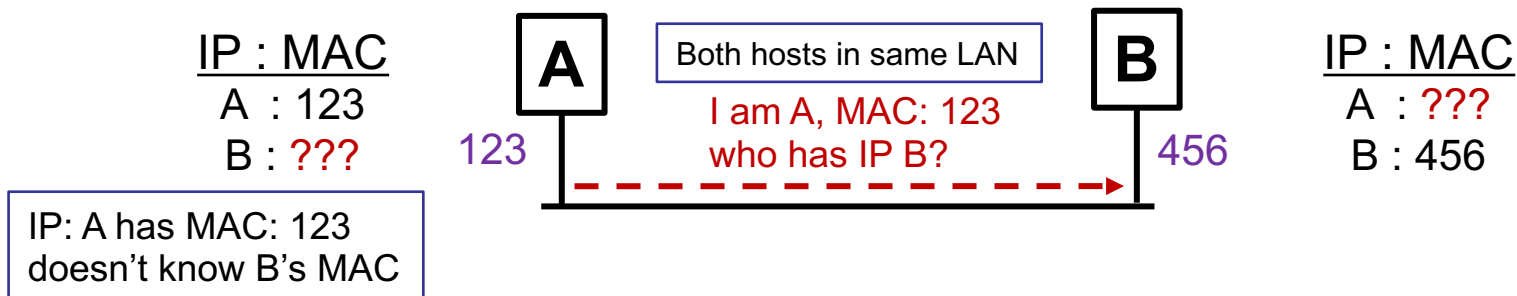 IP : MAC
A : 123
B : ???
IP: A has MAC: 123
doesn’t know B’s MAC
A
123
Both hosts in same LAN
I am A, MAC: 123
who has IP B?
B
456
IP : MAC
A : ???
B : 456